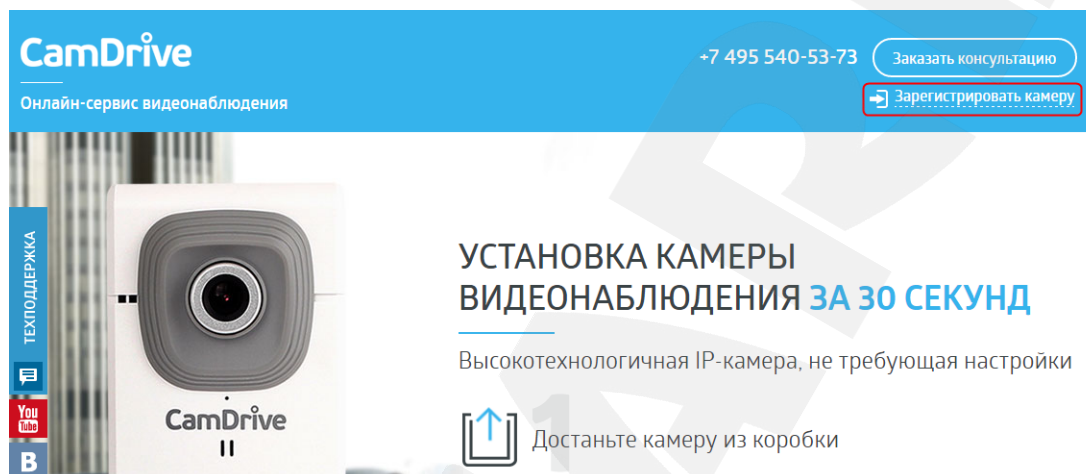 CamDrive
+7 495 540-53-73
Заказать консультацию
Онлайн-сервис видеонаблюдения
Зарегистрировать камеру
ТЕХПОДДЕРЖКА
УСТАНОВКА КАМЕРЫ
ВИДЕОНАБЛЮДЕНИЯ ЗА 30 СЕКУНД
Высокотехнологичная IP-камера, не требующая настройки
1
Достаньте камеру из коробки
You
Tube
CamDrive
B